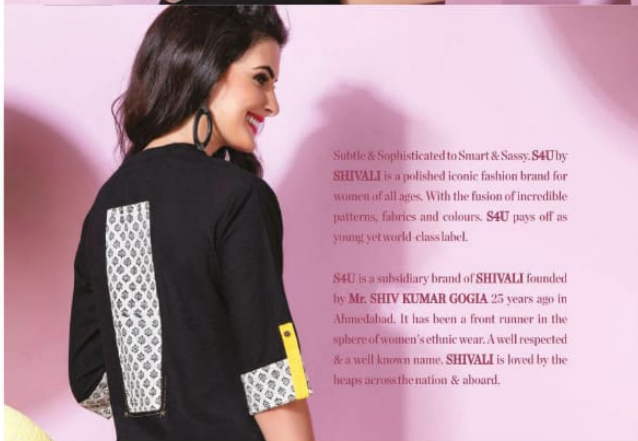 Subtle & Sophisticated to Smart & Sassy. S4U by
SHIVALI is a polished iconic fashion brand for
women of all ages. With the fusion of incredible
patterns, fabrics and colours. S4U pays off as
young yet world-class label.
S4U is a subsidiary brand of SHIVALI founded
by Mr. SHIV KUMAR GOGIA 25 years ago in
Ahmedabad. It has been a front runner in the
sphere of women's ethnic wear. A well respected
& a well known name. SHIVALI is loved by the
heaps across the nation & aboard.